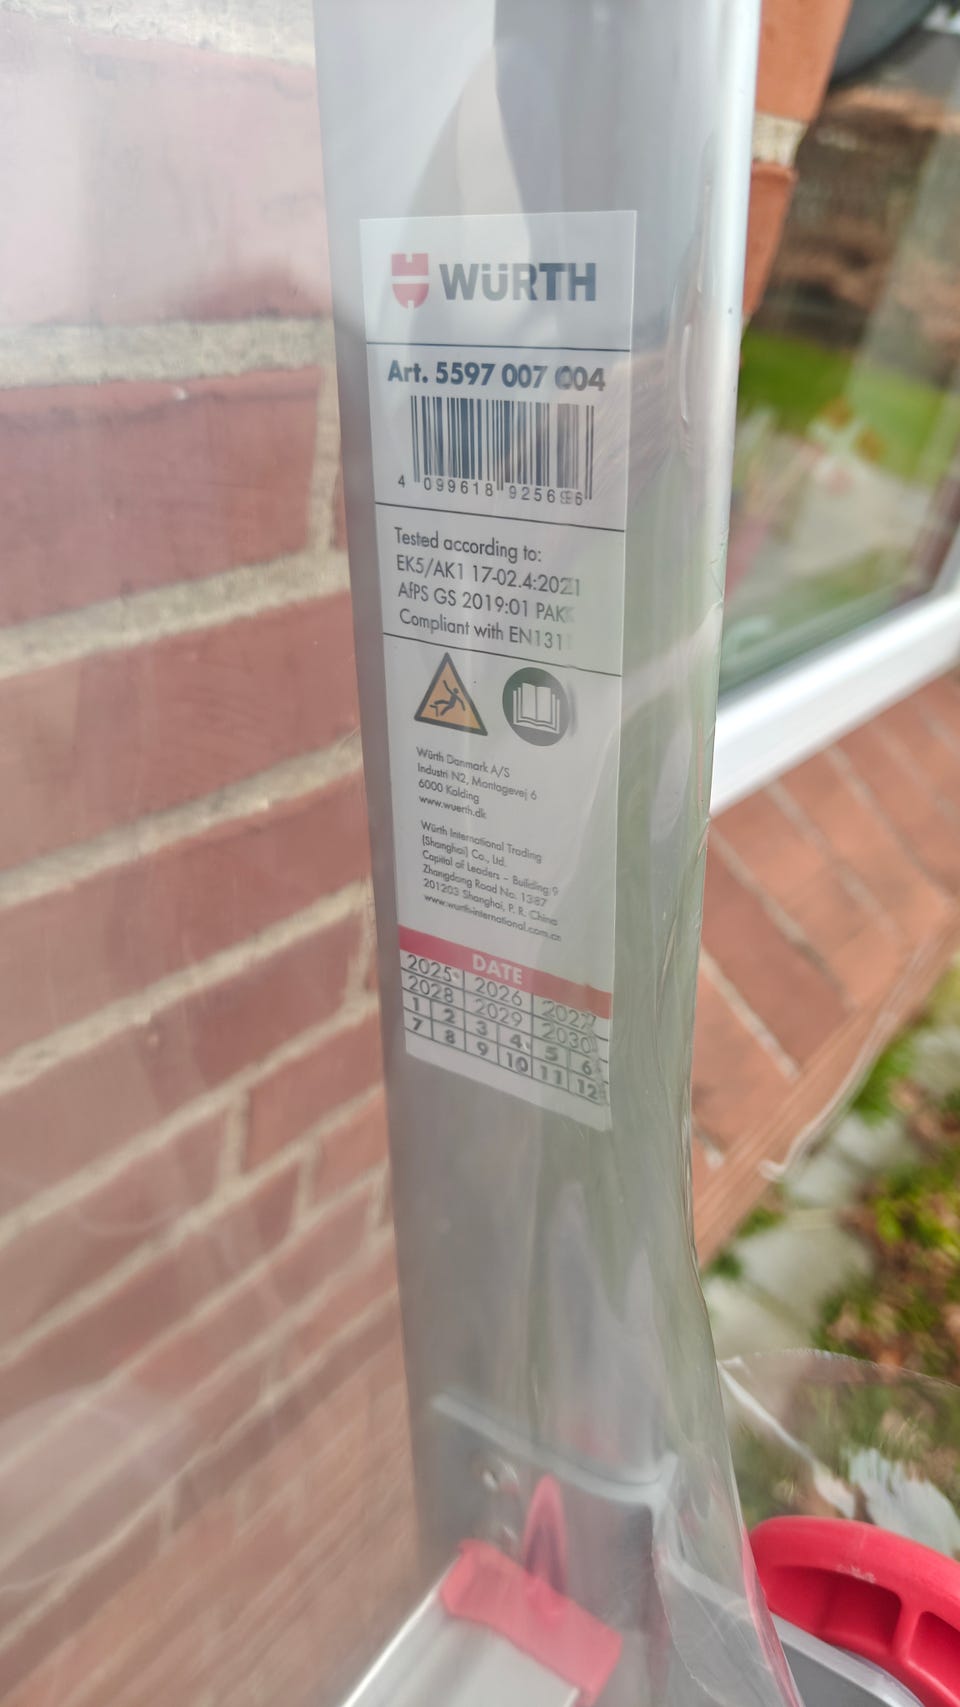 WÜRTH
Art. 5597 007 004
4 099618 925696
Tested according to:
EK5/AK1 17-02.4:2021
AfPS GS 2019:01 PAK
Compliant with EN131
Würth Danmark A/S
Industri N2, Montagevej 6
6000 Kolding
www.wuerth.dk
Würth International Trading
(Shanghai) Co., Ltd.
Capital of Leaders – Building 9
Zhangdong Road No. 1387
201203 Shanghai, P. R. China
www.wurth-international.com.cn
DATE
2025 2026 2027
2028 2029 2030
1 2 3 4 5 6
7 8 9 10 11 12